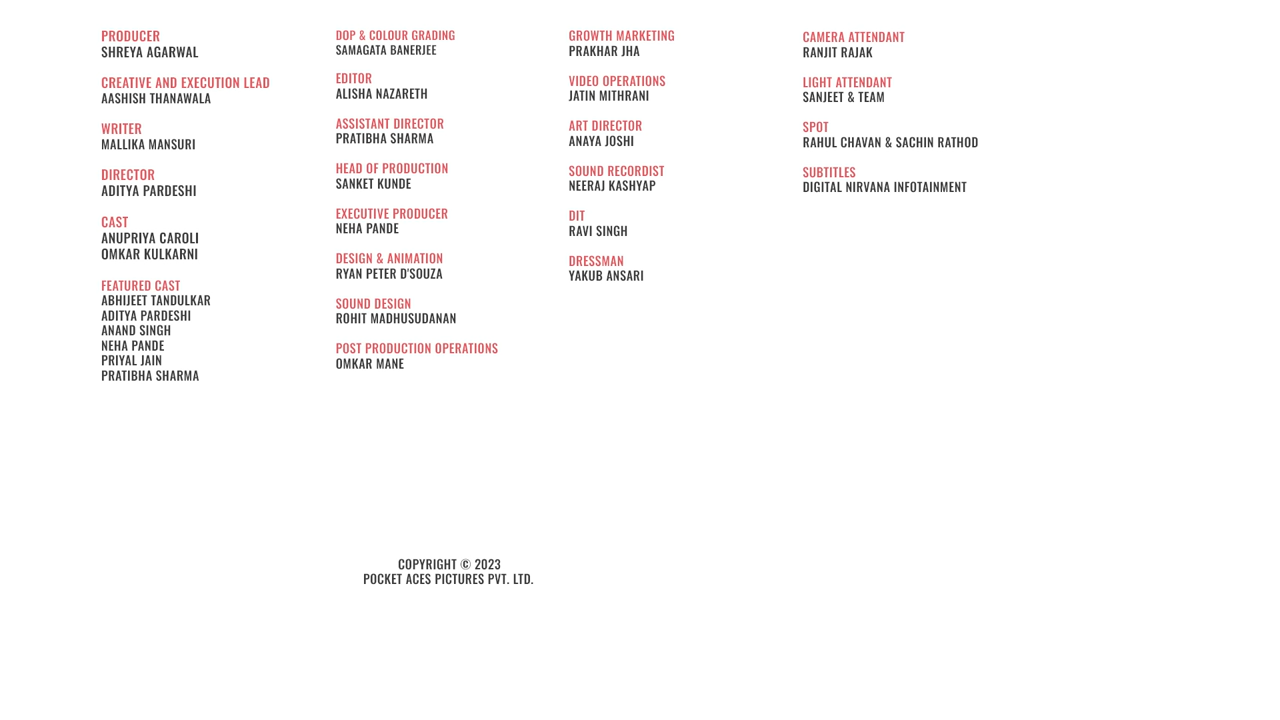 PRODUCER
SHREYA AGARWAL
CREATIVE AND EXECUTION LEAD
AASHISH THANAWALA
WRITER
MALLIKA MANSURI
DIRECTOR
ADITYA PARDESHI
CAST
ANUPRIYA CAROLI
OMKAR KULKARNI
FEATURED CAST
ABHIJEET TANDULKAR
ADITYA PARDESHI
ANAND SINGH
NEHA PANDE
PRIYAL JAIN
PRATIBHA SHARMA
DOP & COLOUR GRADING
SAMAGATA BANERJEE
EDITOR
ALISHA NAZARETH
ASSISTANT DIRECTOR
PRATIBHA SHARMA
HEAD OF PRODUCTION
SANKET KUNDE
EXECUTIVE PRODUCER
NEHA PANDE
DESIGN & ANIMATION
RYAN PETER D'SOUZA
SOUND DESIGN
ROHIT MADHUSUDANAN
POST PRODUCTION OPERATIONS
OMKAR MANE
GROWTH MARKETING
PRAKHAR JHA
VIDEO OPERATIONS
JATIN MITHRANI
ART DIRECTOR
ANAYA JOSHI
SOUND RECORDIST
NEERAJ KASHYAP
DIT
RAVI SINGH
DRESSMAN
YAKUB ANSARI
CAMERA ATTENDANT
RANJIT RAJAK
LIGHT ATTENDANT
SANJEET & TEAM
SPOT
RAHUL CHAVAN & SACHIN RATHOD
SUBTITLES
DIGITAL NIRVANA INFOTAINMENT
COPYRIGHT © 2023
POCKET ACES PICTURES PVT. LTD.